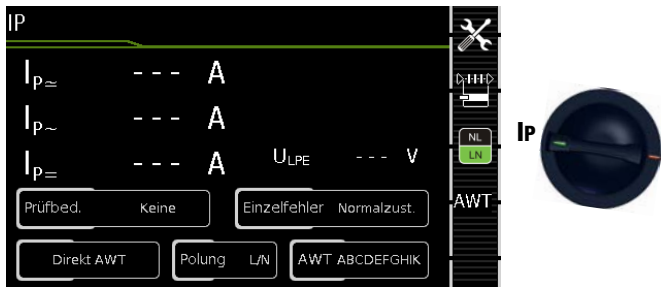 IP
IP≂ - - - A
IP~ - - - A
IP= - - - A ULPE - - - V
Prüfbed. Keine Einzelfehler Normalzust.
Direkt AWT Polung L/N AWT ABCDEFGHIK
NL
LN
AWT
IP